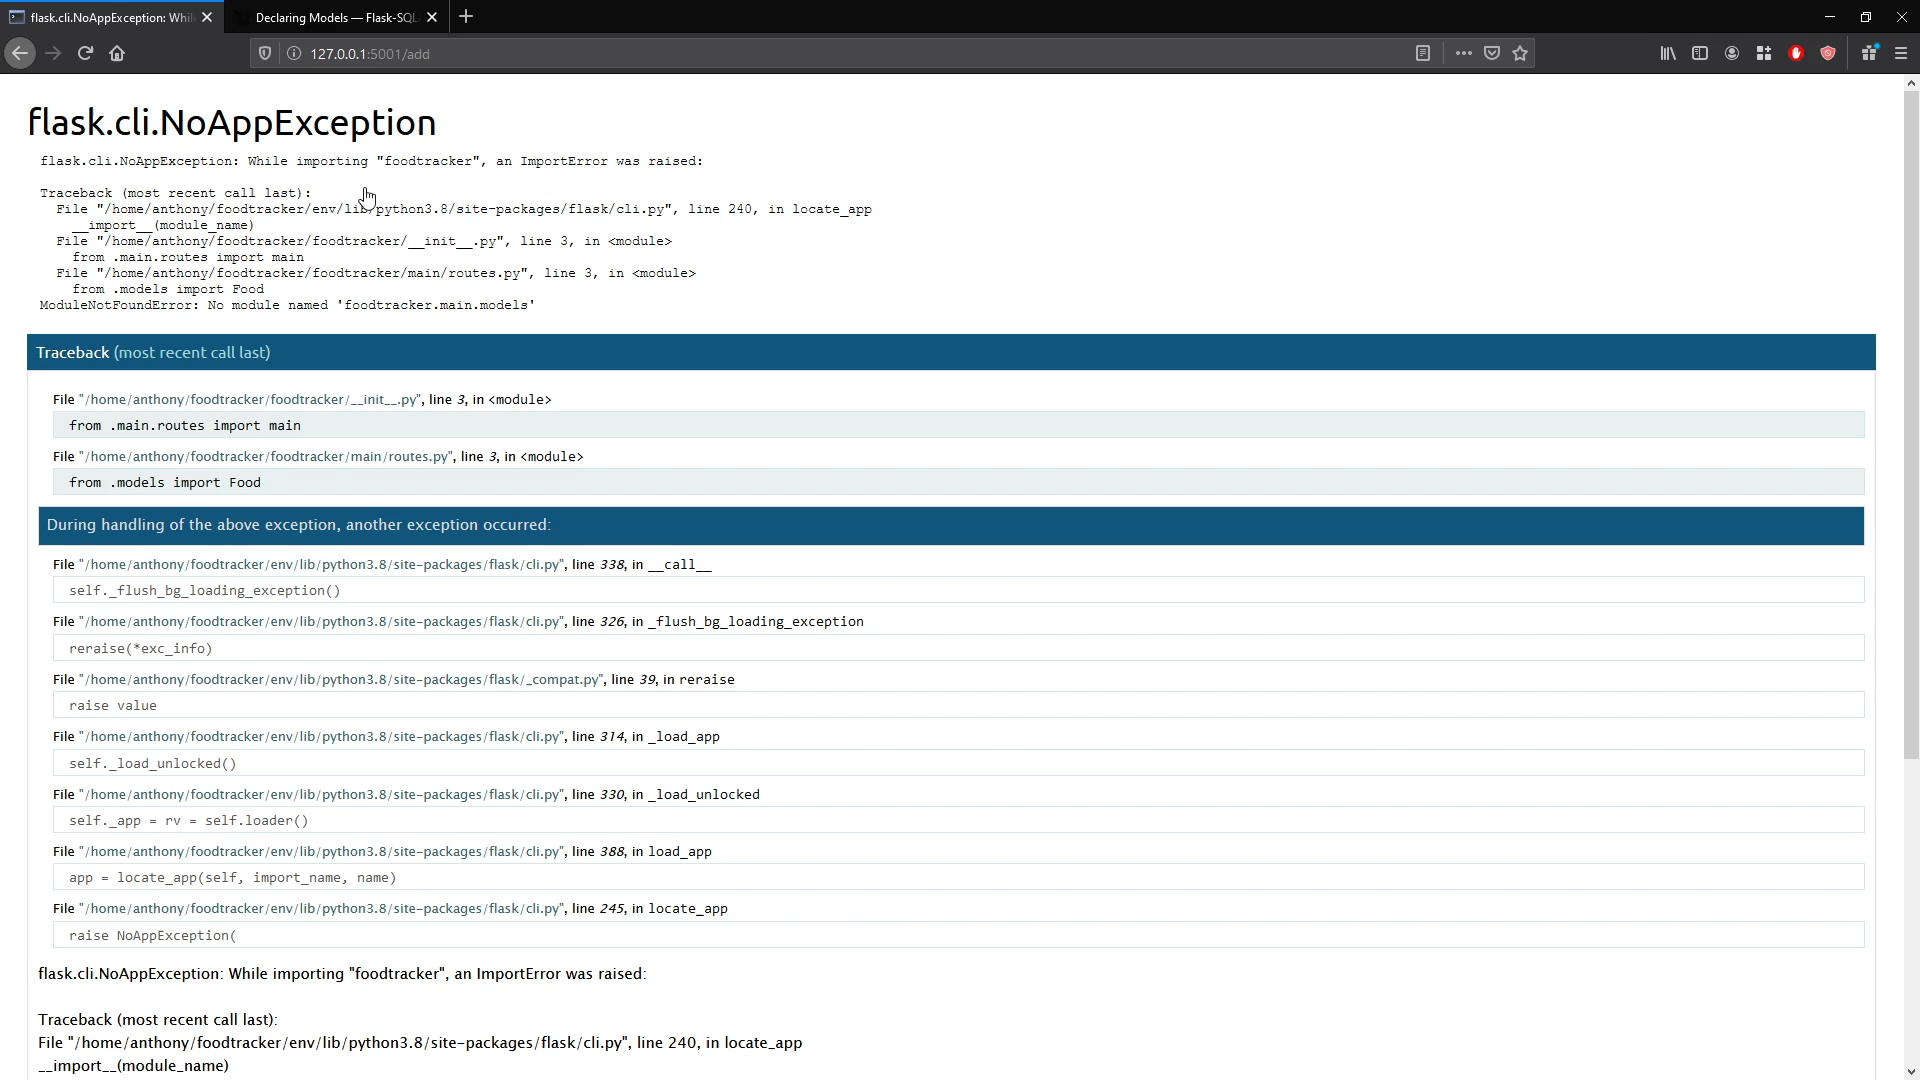 flask.cli.NoAppException: Whil
Declaring Models — Flask-SQL
127.0.0.1:5001/add
flask.cli.NoAppException
flask.cli.NoAppException: While importing "foodtracker", an ImportError was raised:
Traceback (most recent call last):
File "/home/anthony/foodtracker/env/lib/python3.8/site-packages/flask/cli.py", line 240, in locate_app
__import__(module_name)
File "/home/anthony/foodtracker/foodtracker/__init__.py", line 3, in <module>
from .main.routes import main
File "/home/anthony/foodtracker/foodtracker/main/routes.py", line 3, in <module>
from .models import Food
ModuleNotFoundError: No module named 'foodtracker.main.models'
Traceback (most recent call last)
File "/home/anthony/foodtracker/foodtracker/__init__.py", line 3, in <module>
from .main.routes import main
File "/home/anthony/foodtracker/foodtracker/main/routes.py", line 3, in <module>
from .models import Food
During handling of the above exception, another exception occurred:
File "/home/anthony/foodtracker/env/lib/python3.8/site-packages/flask/cli.py", line 338, in __call__
self._flush_bg_loading_exception()
File "/home/anthony/foodtracker/env/lib/python3.8/site-packages/flask/cli.py", line 326, in _flush_bg_loading_exception
reraise(*exc_info)
File "/home/anthony/foodtracker/env/lib/python3.8/site-packages/flask/_compat.py", line 39, in reraise
raise value
File "/home/anthony/foodtracker/env/lib/python3.8/site-packages/flask/cli.py", line 314, in _load_app
self._load_unlocked()
File "/home/anthony/foodtracker/env/lib/python3.8/site-packages/flask/cli.py", line 330, in _load_unlocked
self._app = rv = self.loader()
File "/home/anthony/foodtracker/env/lib/python3.8/site-packages/flask/cli.py", line 388, in load_app
app = locate_app(self, import_name, name)
File "/home/anthony/foodtracker/env/lib/python3.8/site-packages/flask/cli.py", line 245, in locate_app
raise NoAppException(
flask.cli.NoAppException: While importing "foodtracker", an ImportError was raised:
Traceback (most recent call last):
File "/home/anthony/foodtracker/env/lib/python3.8/site-packages/flask/cli.py", line 240, in locate_app
__import__(module_name)